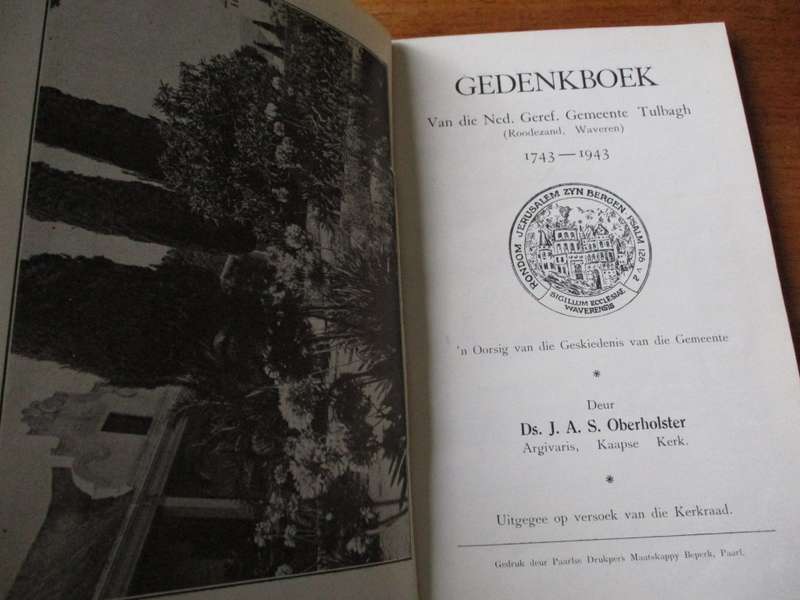 GEDENKBOEK
Van die Ned. Geref. Gemeente Tulbagh
(Roodezand, Waveren)
1743—1943
RONDOM JERUSALEM ZYN BERGEN PSALM 125 v 2
SIGILLUM ECCLESIAE
WAVERENSIS
'n Oorsig van die Geskiedenis van die Gemeente
*
Deur
Ds. J. A. S. Oberholster
Argivaris, Kaapse Kerk.
*
Uitgegee op versoek van die Kerkraad.
Gedruk deur Paarlse Drukpers Maatskappy Beperk, Paarl.